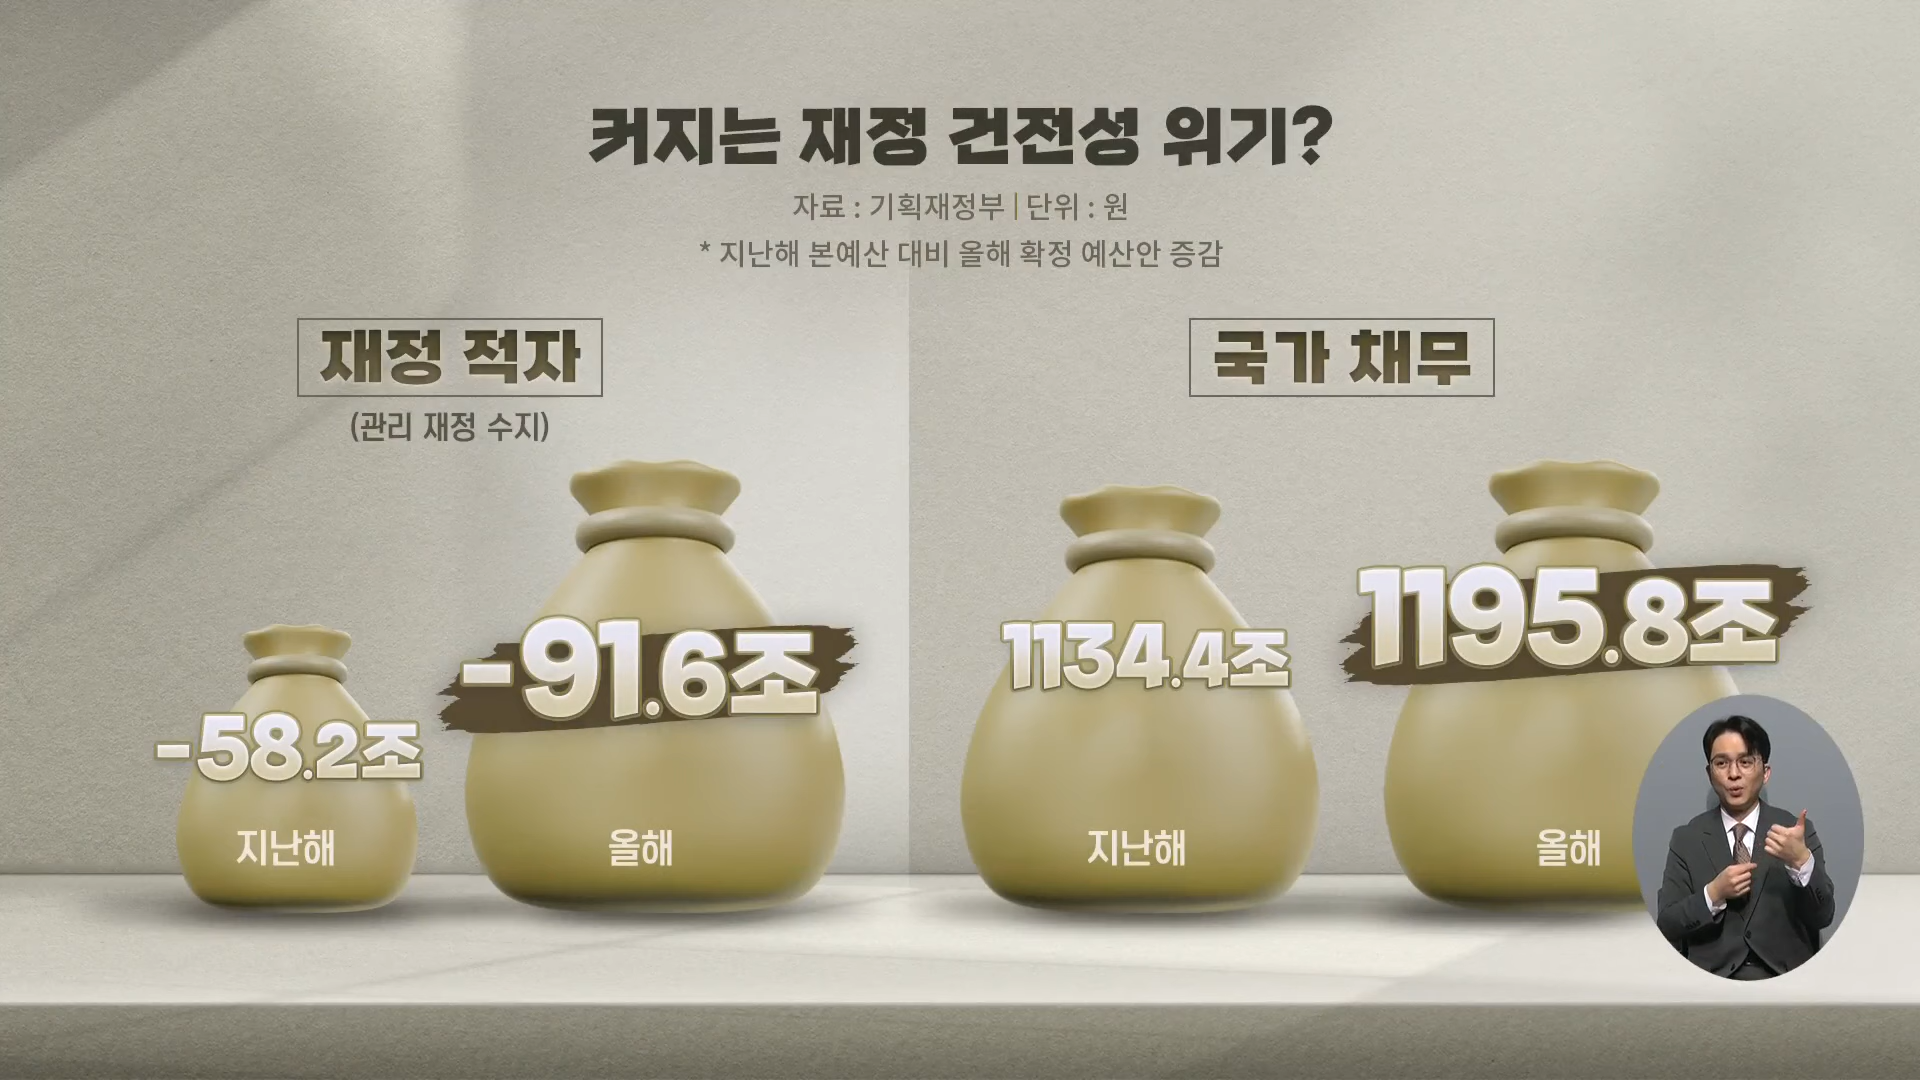 커지는 재정 건전성 위기?
자료 : 기획재정부 | 단위 : 원
* 지난해 본예산 대비 올해 확정 예산안 증감
재정 적자
(관리 재정 수지)
-58.2조
지난해
-91.6조
올해
국가 채무
1134.4조
지난해
1195.8조
올해